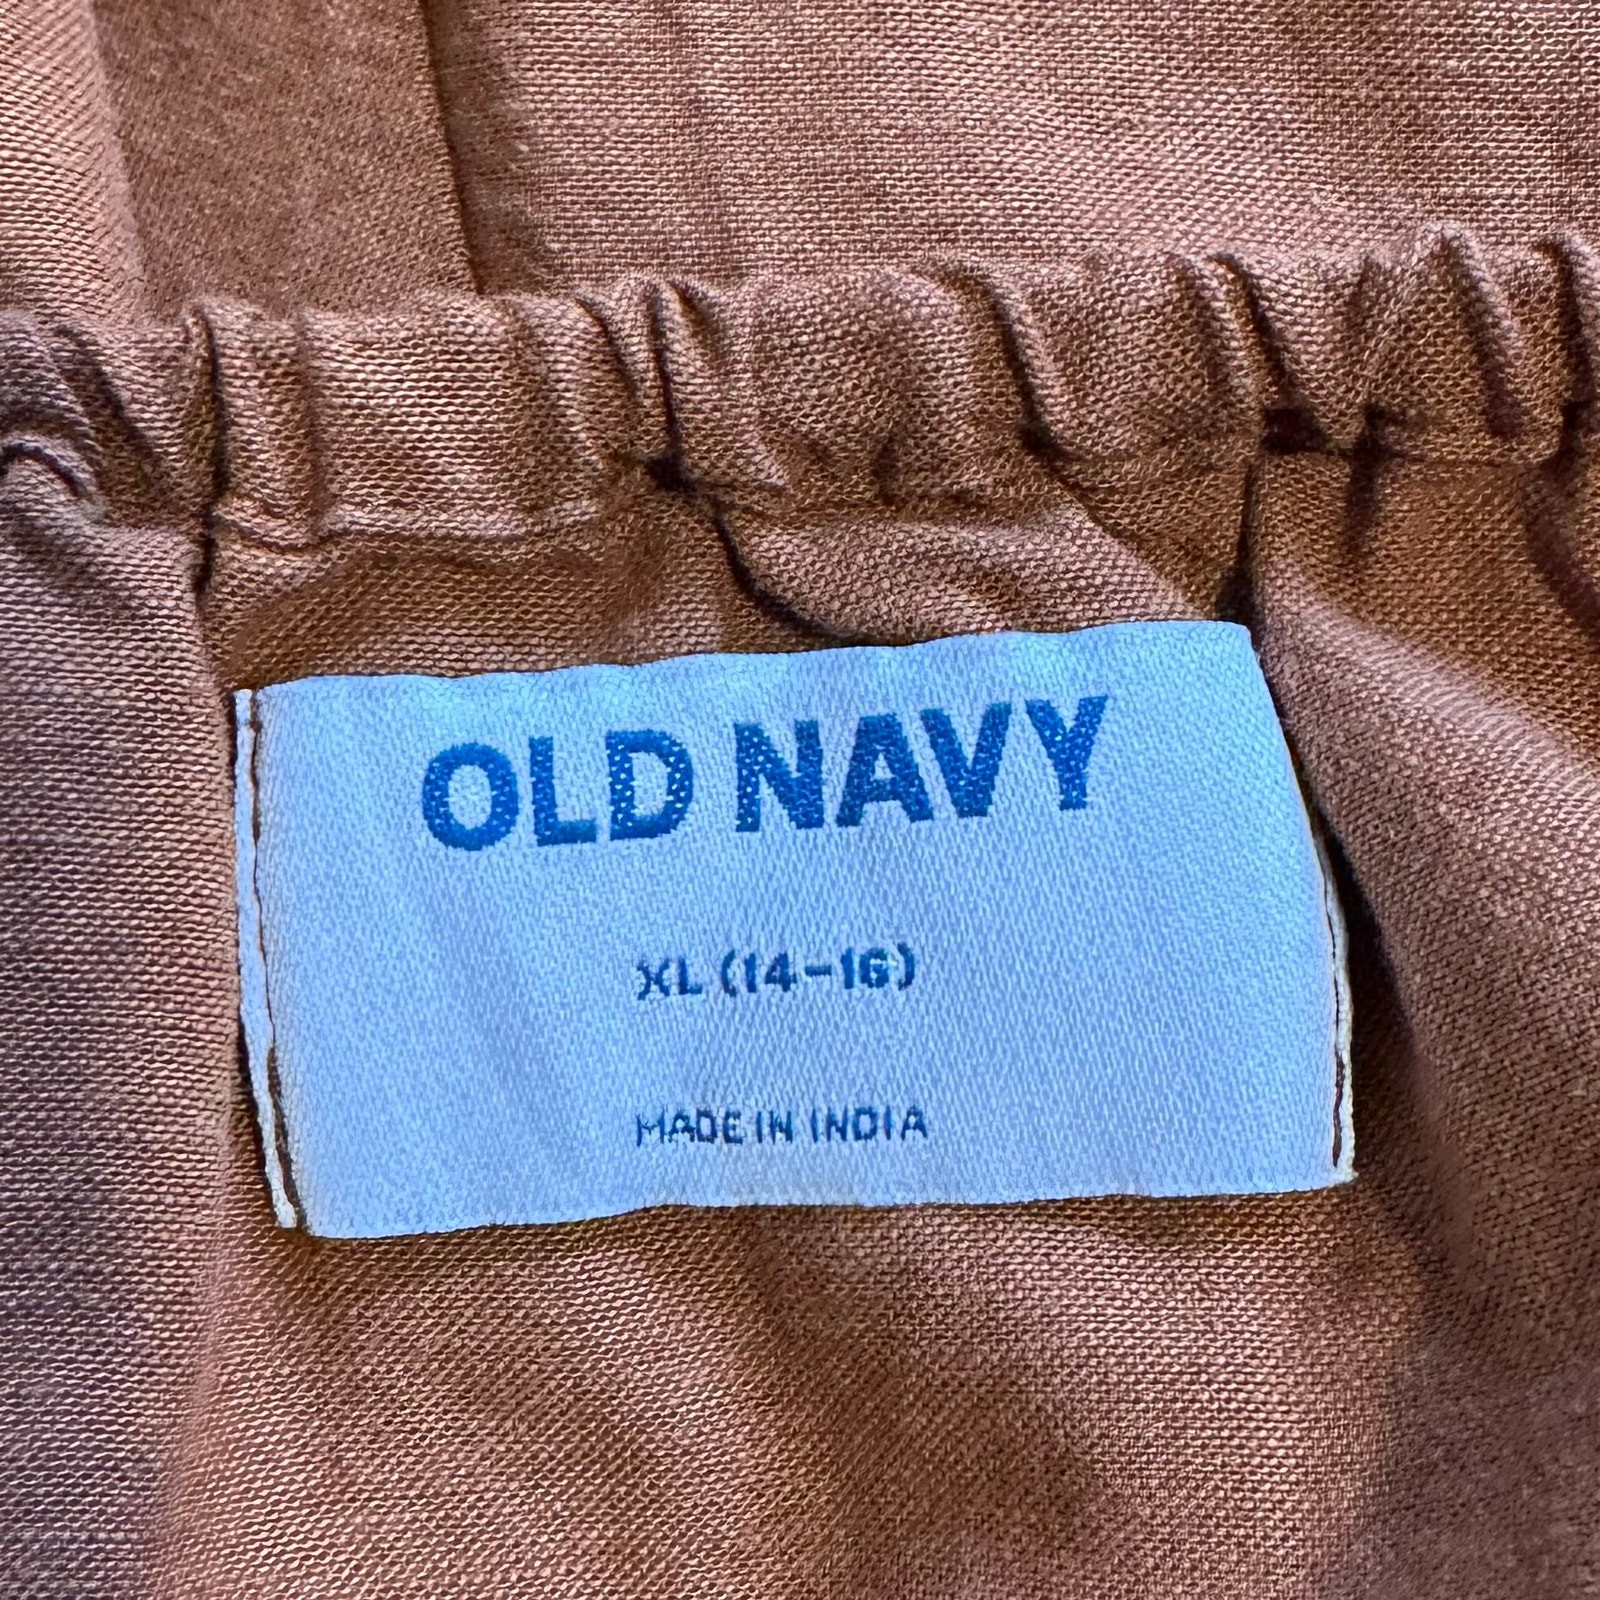 OLD NAVY
XL (14-16)
MADE IN INDIA